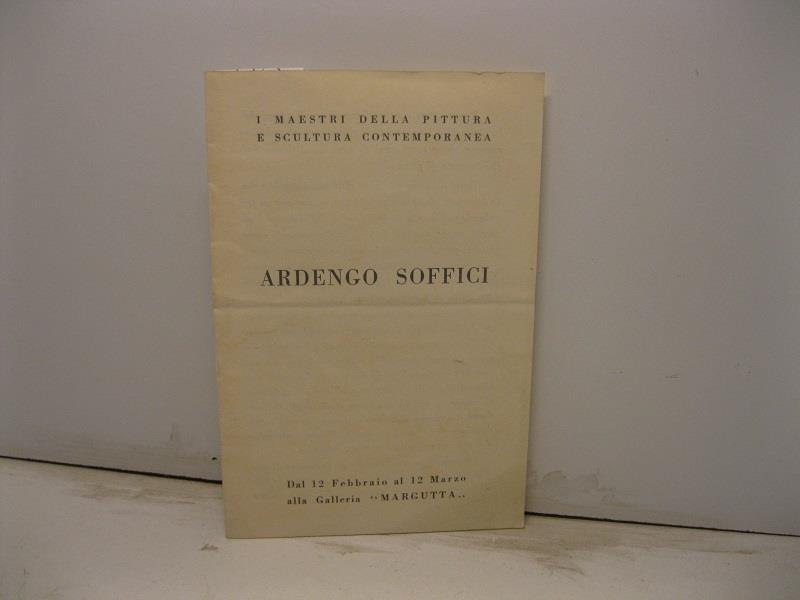 I MAESTRI DELLA PITTURA
E SCULTURA CONTEMPORANEA
ARDENGO SOFFICI
Dal 12 Febbraio al 12 Marzo
alla Galleria “MARGUTTA„